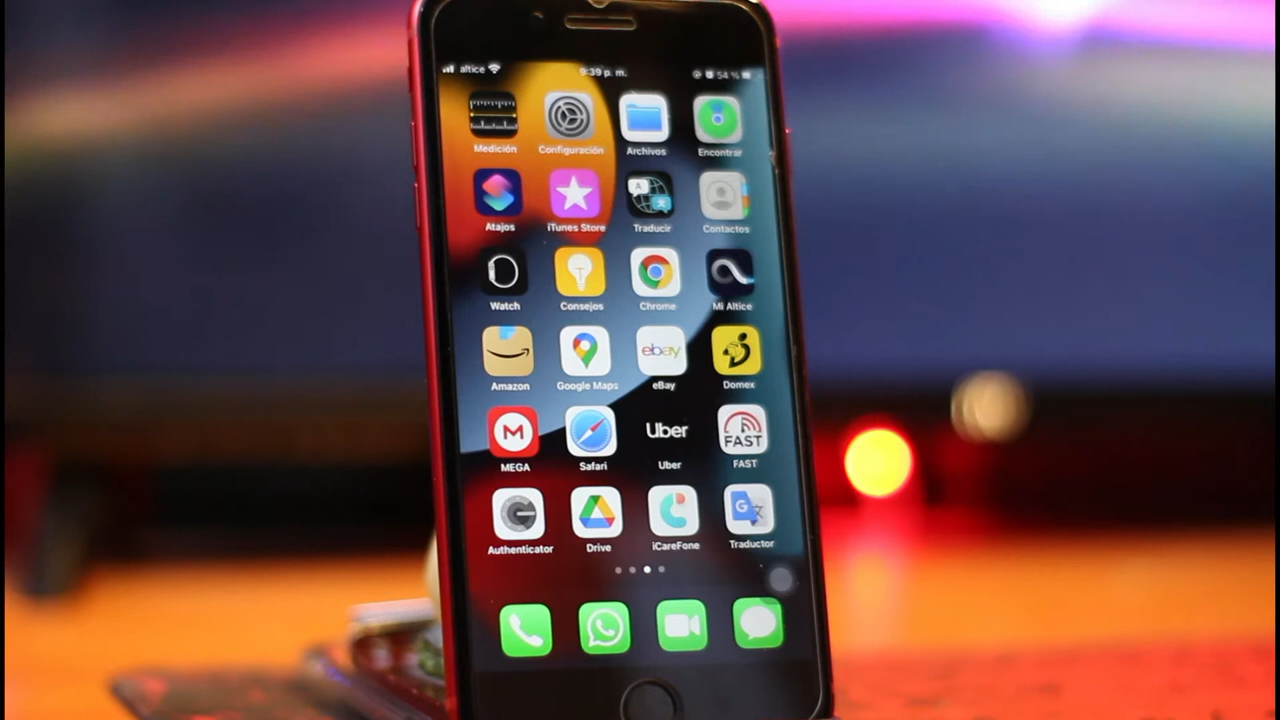 altice 9:39 p. m. 54 %
Medición Configuración Archivos Encontrar
Atajos iTunes Store Traducir Contactos
Watch Consejos Chrome Mi Altice
ebay
Amazon Google Maps eBay Domex
Uber FAST
MEGA Safari Uber FAST
Authenticator Drive iCareFone Traductor